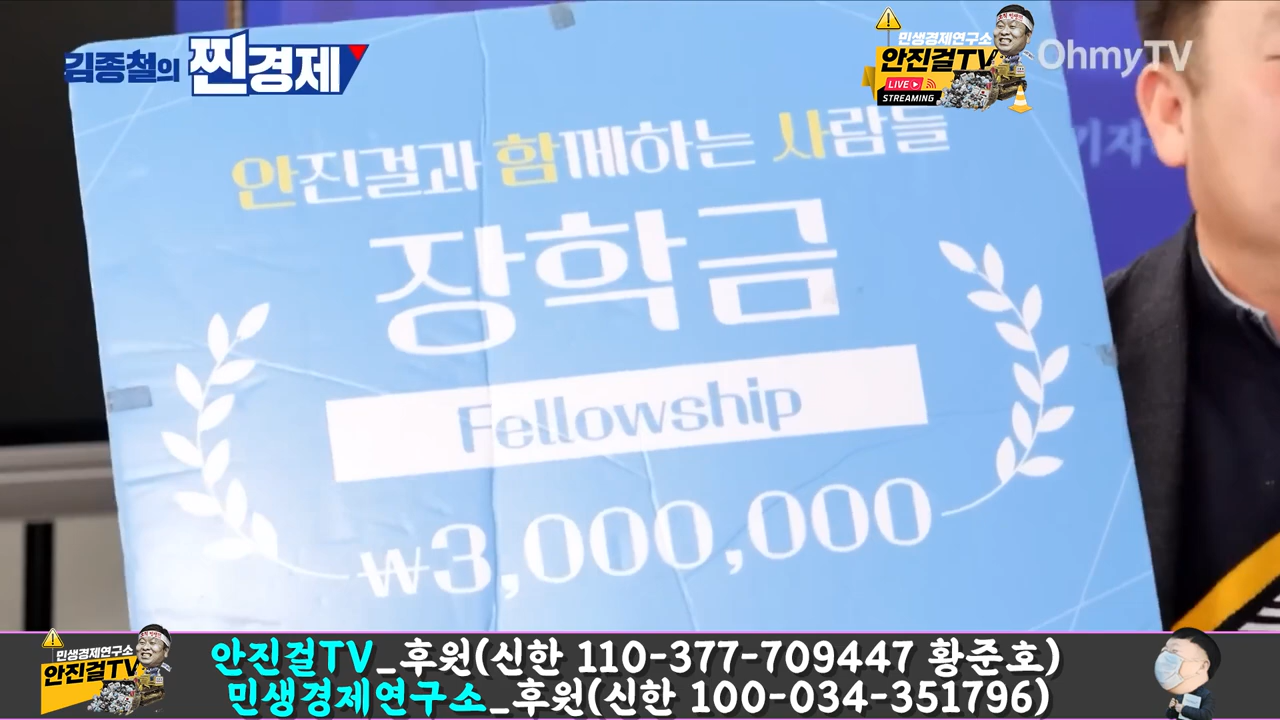 김종철의 찐경제
민생경제연구소
안진걸TV
LIVE
STREAMING
OhmyTV
기자
안진걸과 함께하는 사람들
장학금
Fellowship
₩3,000,000
민생경제연구소
안진걸TV
안진걸TV_후원(신한 110-377-709447 황준호)
민생경제연구소_후원(신한 100-034-351796)